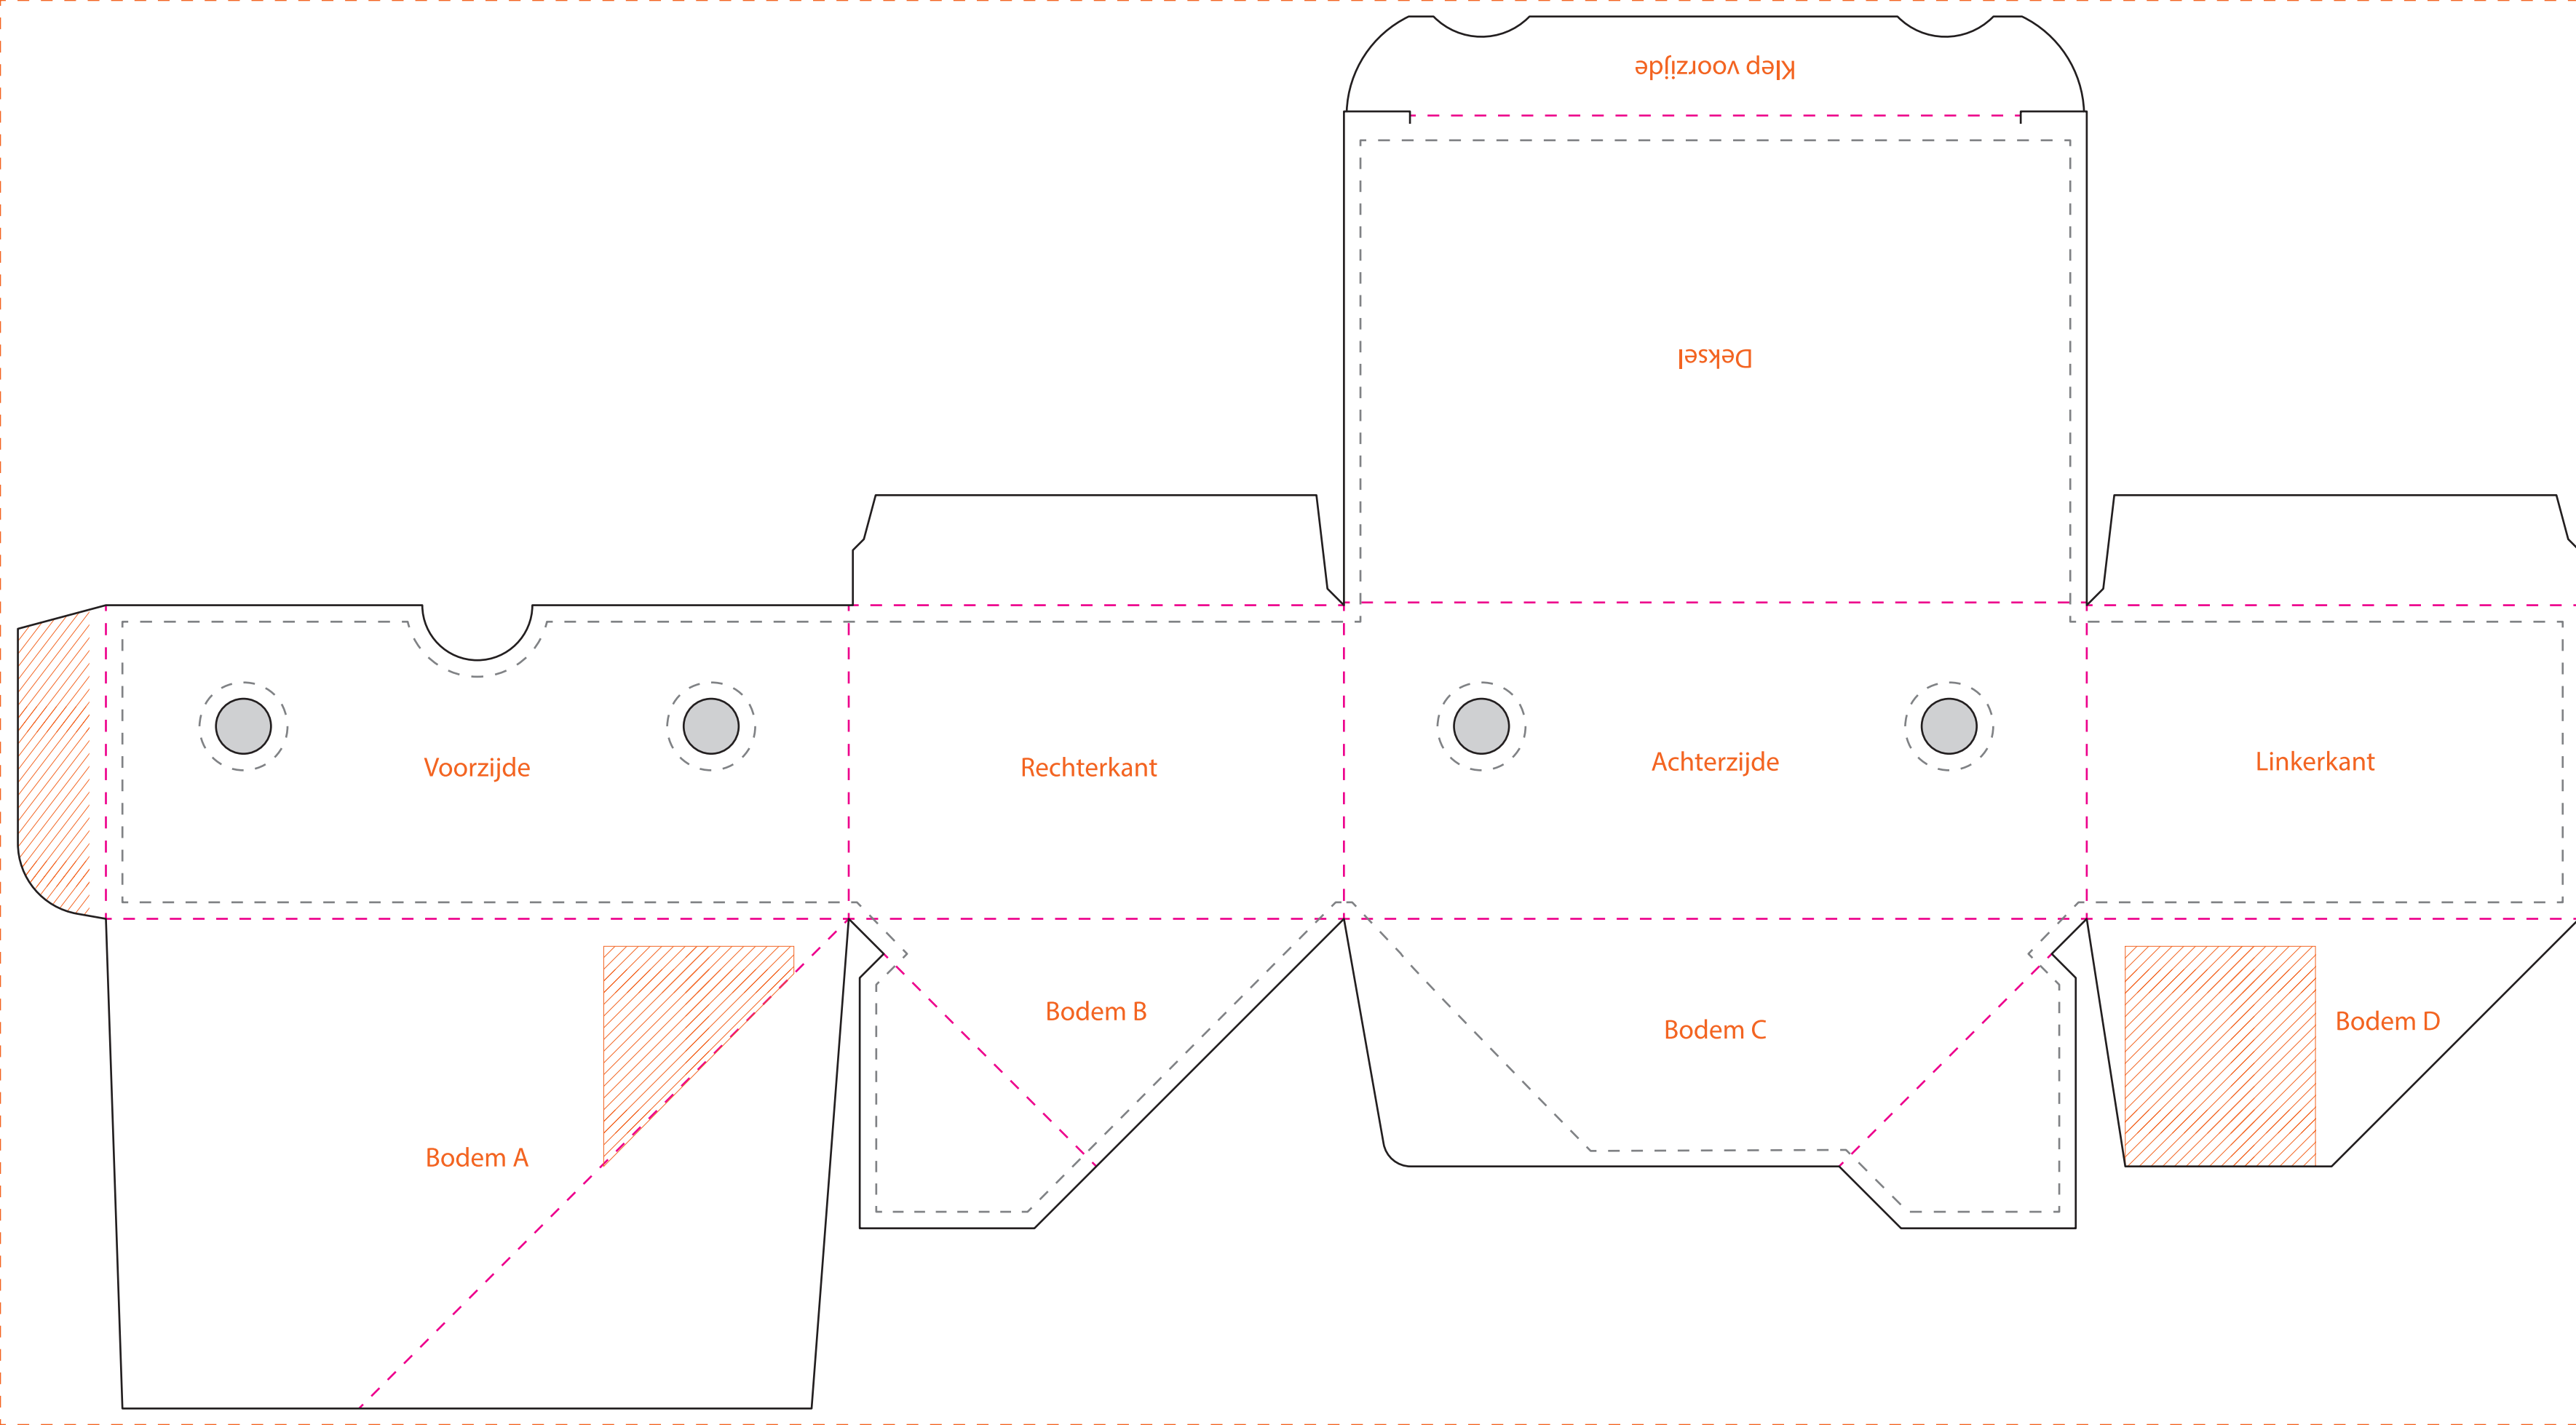 Klep voorzijde
Deksel
Voorzijde
Rechterkant
Achterzijde
Linkerkant
Bodem A
Bodem B
Bodem C
Bodem D